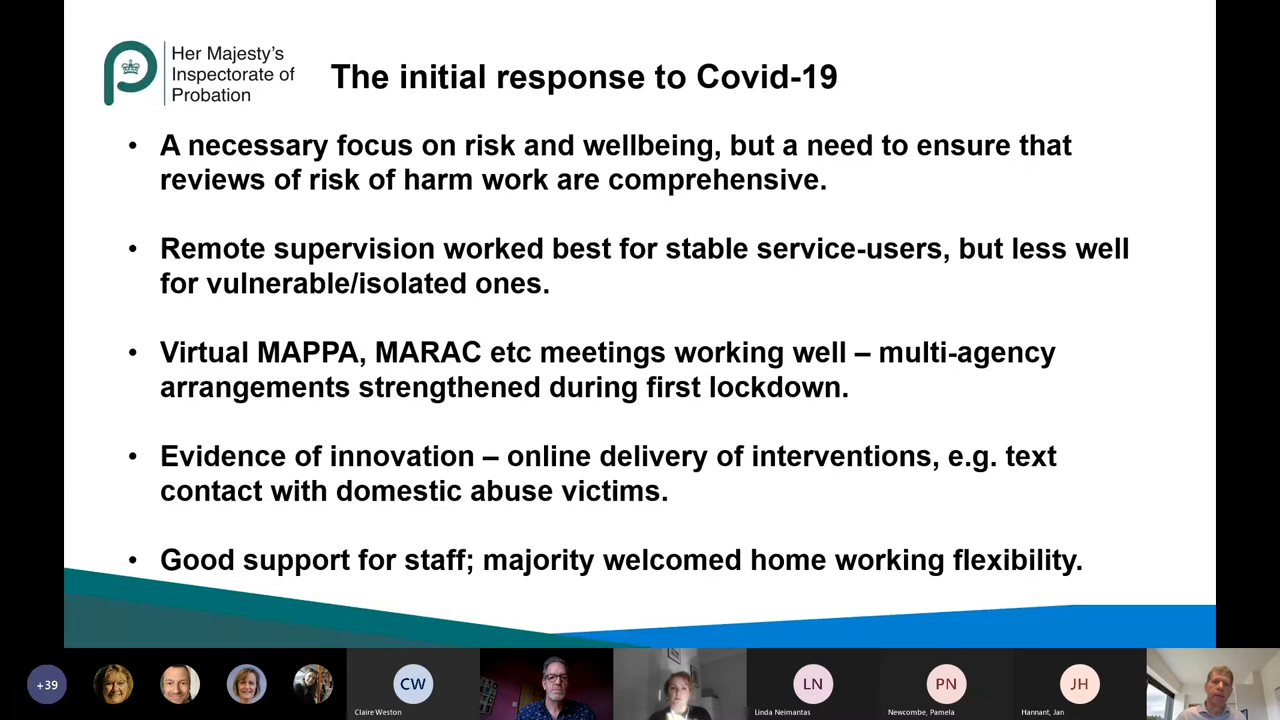 Her Majesty's
Inspectorate of
Probation
The initial response to Covid-19
• A necessary focus on risk and wellbeing, but a need to ensure that
reviews of risk of harm work are comprehensive.
• Remote supervision worked best for stable service-users, but less well
for vulnerable/isolated ones.
• Virtual MAPPA, MARAC etc meetings working well – multi-agency
arrangements strengthened during first lockdown.
• Evidence of innovation – online delivery of interventions, e.g. text
contact with domestic abuse victims.
• Good support for staff; majority welcomed home working flexibility.
+39
CW
Claire Weston
LN
Linda Neimantas
PN
Newcombe, Pamela
JH
Hannant, Jan